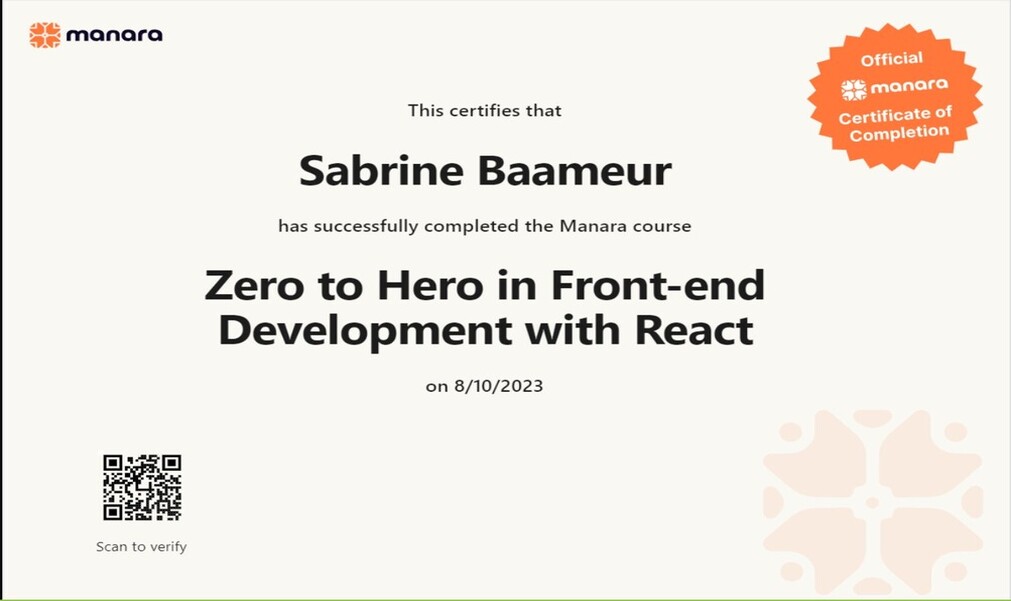 manara
Official
manara
Certificate of
Completion
This certifies that
Sabrine Baameur
has successfully completed the Manara course
Zero to Hero in Front-end
Development with React
on 8/10/2023
Scan to verify